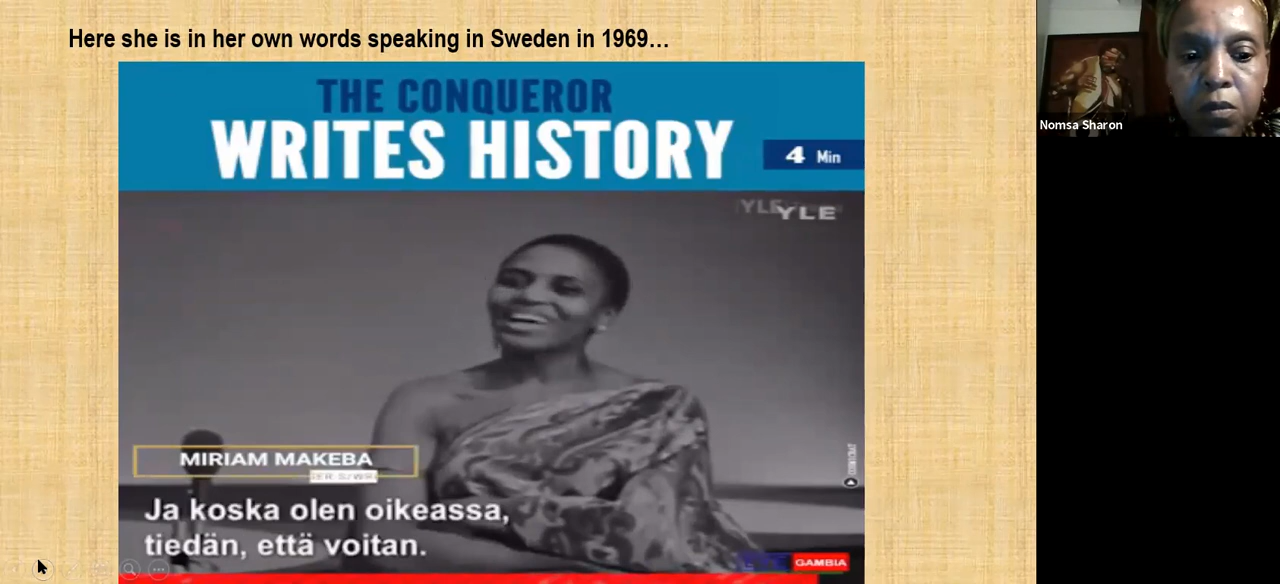 Here she is in her own words speaking in Sweden in 1969...
Nomsa Sharon
THE CONQUEROR
WRITES HISTORY
4 Min
YLE
MIRIAM MAKEBA
Ja koska olen oikeassa,
tiedän, että voitan.
GAMBIA